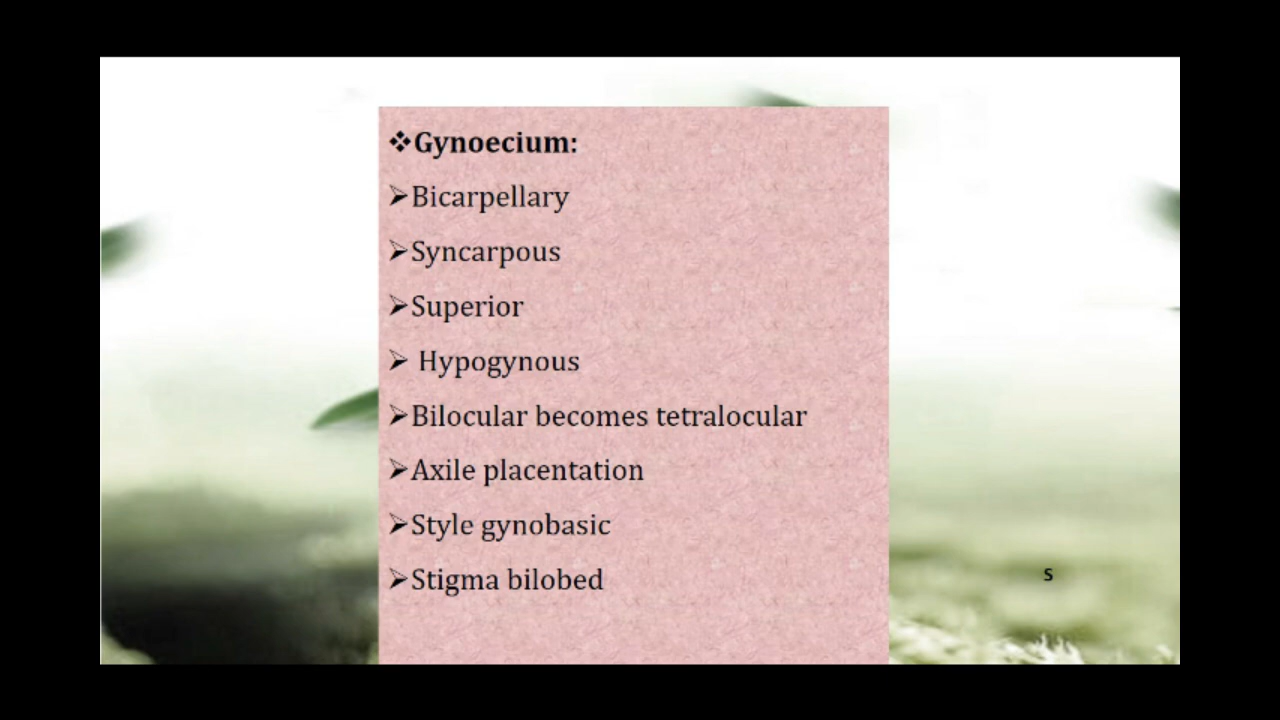 ❖Gynoecium:
➢Bicarpellary
➢Syncarpous
➢Superior
➢ Hypogynous
➢Bilocular becomes tetralocular
➢Axile placentation
➢Style gynobasic
➢Stigma bilobed
S